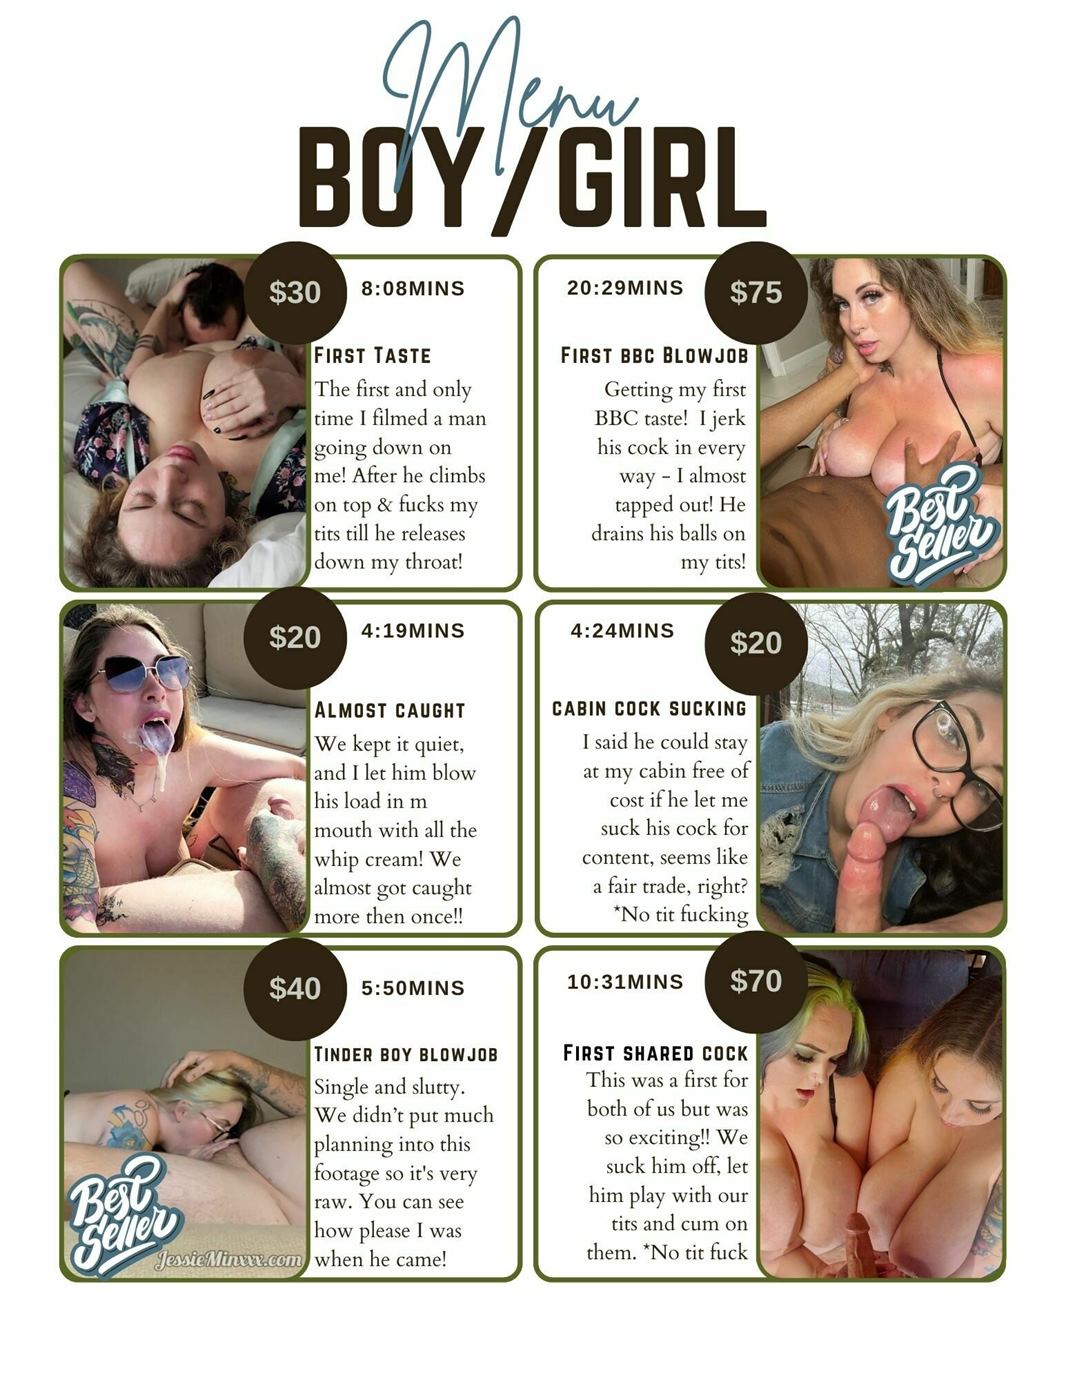 Menu
BOY/GIRL
$30
8:08MINS
First Taste
The first and only
time I filmed a man
going down on
me! After he climbs
on top & fucks my
tits till he releases
down my throat!
20:29MINS
$75
First bbc Blowjob
Getting my first
BBC taste! I jerk
his cock in every
way - I almost
tapped out! He
drains his balls on
my tits!
Best
Seller
$20
4:19MINS
Almost caught
We kept it quiet,
and I let him blow
his load in m
mouth with all the
whip cream! We
almost got caught
more then once!!
4:24MINS
$20
cabin cock sucking
I said he could stay
at my cabin free of
cost if he let me
suck his cock for
content, seems like
a fair trade, right?
*No tit fucking
$40
5:50MINS
Tinder boy blowjob
Single and slutty.
We didn't put much
planning into this
footage so it's very
raw. You can see
how please I was
when he came!
Best
Seller
JessieMinxxx.com
10:31MINS
$70
First shared cock
This was a first for
both of us but was
so exciting!! We
suck him off, let
him play with our
tits and cum on
them. *No tit fuck